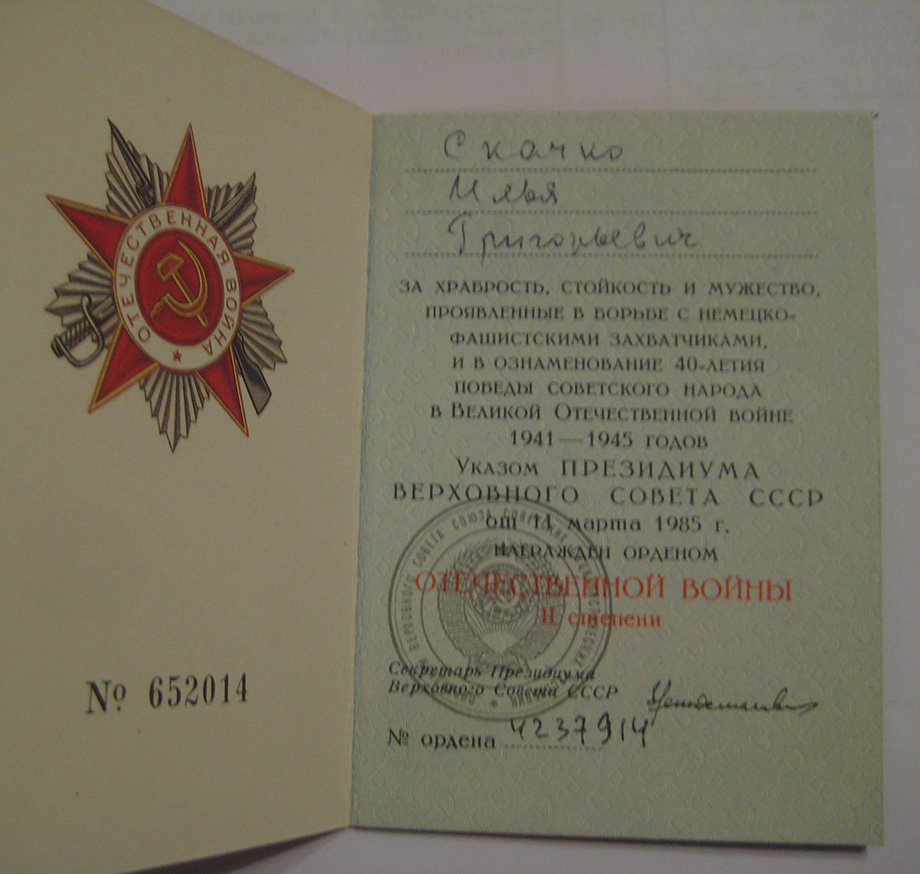 ОТЕЧЕСТВЕННАЯ ВОЙНА
№ 652014
Скачко
Илья
Григорьевич
ЗА ХРАБРОСТЬ, СТОЙКОСТЬ И МУЖЕСТВО,
ПРОЯВЛЕННЫЕ В БОРЬБЕ С НЕМЕЦКО-
ФАШИСТСКИМИ ЗАХВАТЧИКАМИ,
И В ОЗНАМЕНОВАНИЕ 40-ЛЕТИЯ
ПОБЕДЫ СОВЕТСКОГО НАРОДА
В ВЕЛИКОЙ ОТЕЧЕСТВЕННОЙ ВОЙНЕ
1941—1945 ГОДОВ
УКАЗОМ ПРЕЗИДИУМА
ВЕРХОВНОГО СОВЕТА СССР
от 11 марта 1985 г.
НАГРАЖДЕН ОРДЕНОМ
ОТЕЧЕСТВЕННОЙ ВОЙНЫ
II степени
Секретарь Президиума
Верховного Совета СССР
№ ордена 4237914